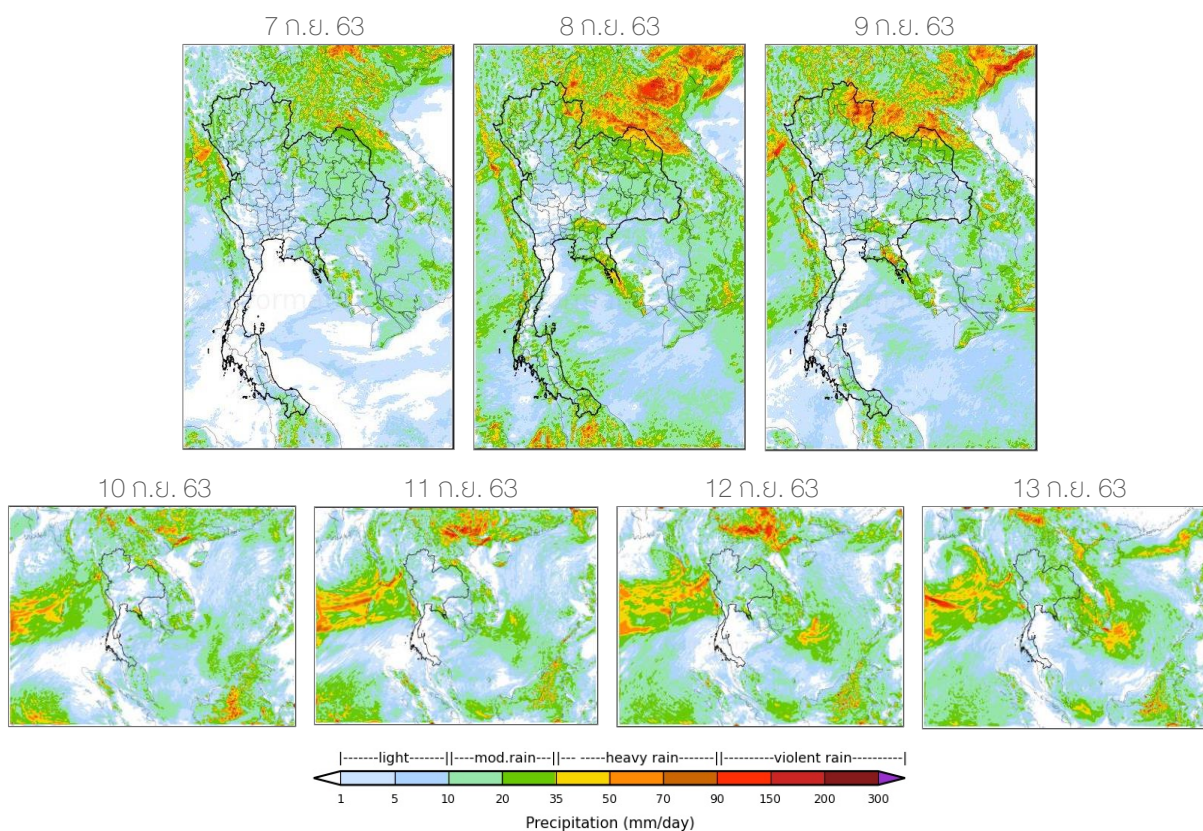 7 ก.ย. 63 8 ก.ย. 63 9 ก.ย. 63
10 ก.ย. 63 11 ก.ย. 63 12 ก.ย. 63 13 ก.ย. 63
|------light-------||----mod.rain---||--- -----heavy rain--------||-----------violent rain----------|
1 5 10 20 35 50 70 90 150 200 300
Precipitation (mm/day)